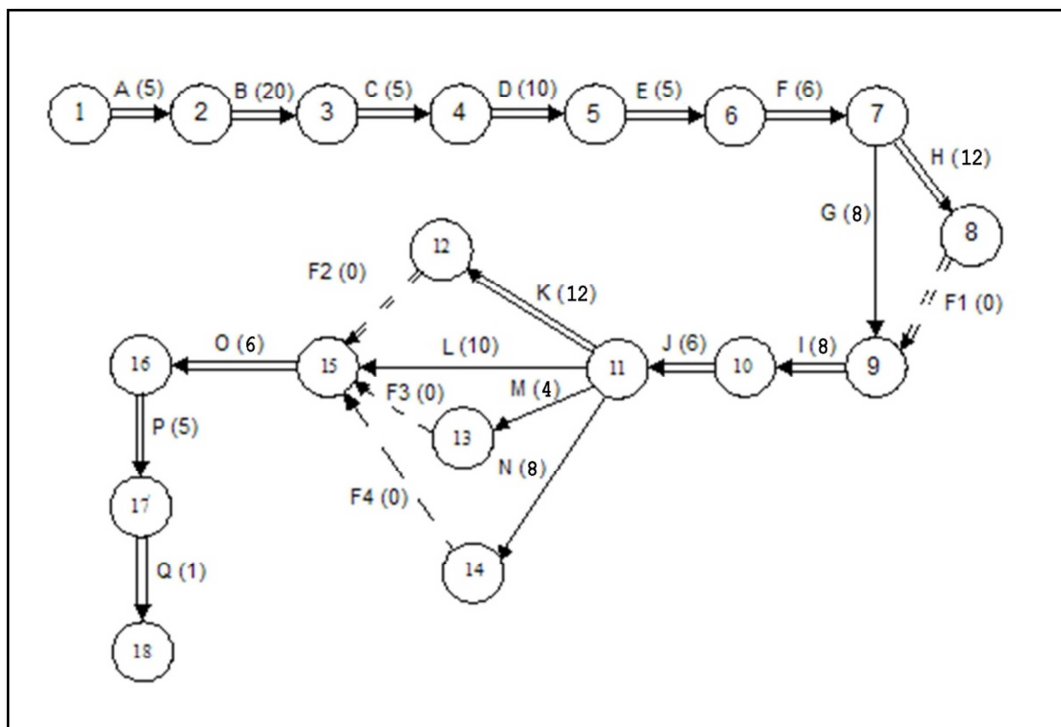 A (5)
B (20)
C (5)
D (10)
E (5)
F (6)
1
2
3
4
5
6
7
H (12)
G (8)
8
12
F2 (0)
K (12)
F1 (0)
O (6)
L (10)
J (6)
I (8)
16
15
11
10
9
F3 (0)
M (4)
P (5)
13
N (8)
F4 (0)
17
14
Q (1)
18